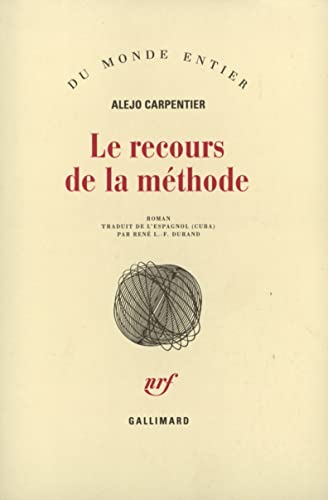 DU MONDE ENTIER
ALEJO CARPENTIER
Le recours
de la méthode
ROMAN
TRADUIT DE L'ESPAGNOL (CUBA)
PAR RENÉ L.-F. DURAND
nrf
GALLIMARD